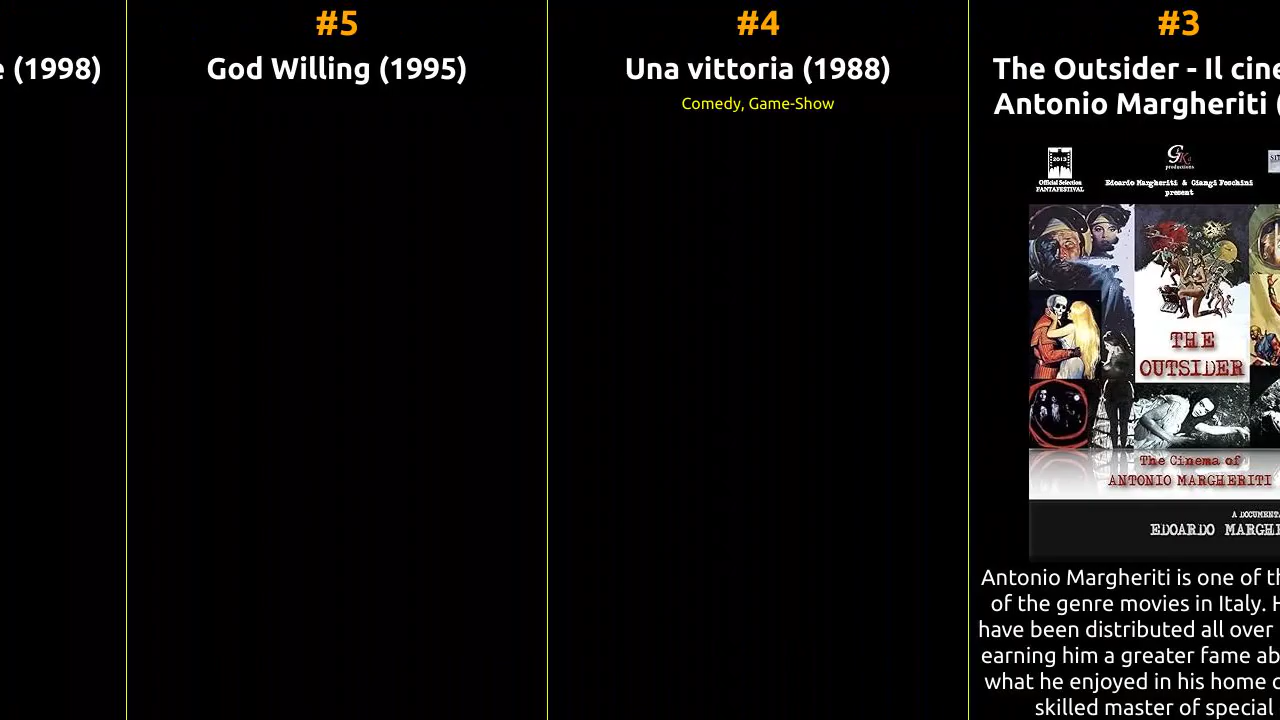 e (1998)
#5
God Willing (1995)
#4
Una vittoria (1988)
Comedy, Game-Show
#3
The Outsider - Il cine
Antonio Margheriti (
2013
Official Selection
FANTAFESTIVAL
productions
Edoardo Margheriti & Giangi Foschini
present
THE
OUTSIDER
The Cinema of
ANTONIO MARGHERITI
A DOCUMENTA
EDOARDO MARGHE
Antonio Margheriti is one of th
of the genre movies in Italy. H
have been distributed all over
earning him a greater fame ab
what he enjoyed in his home c
skilled master of special